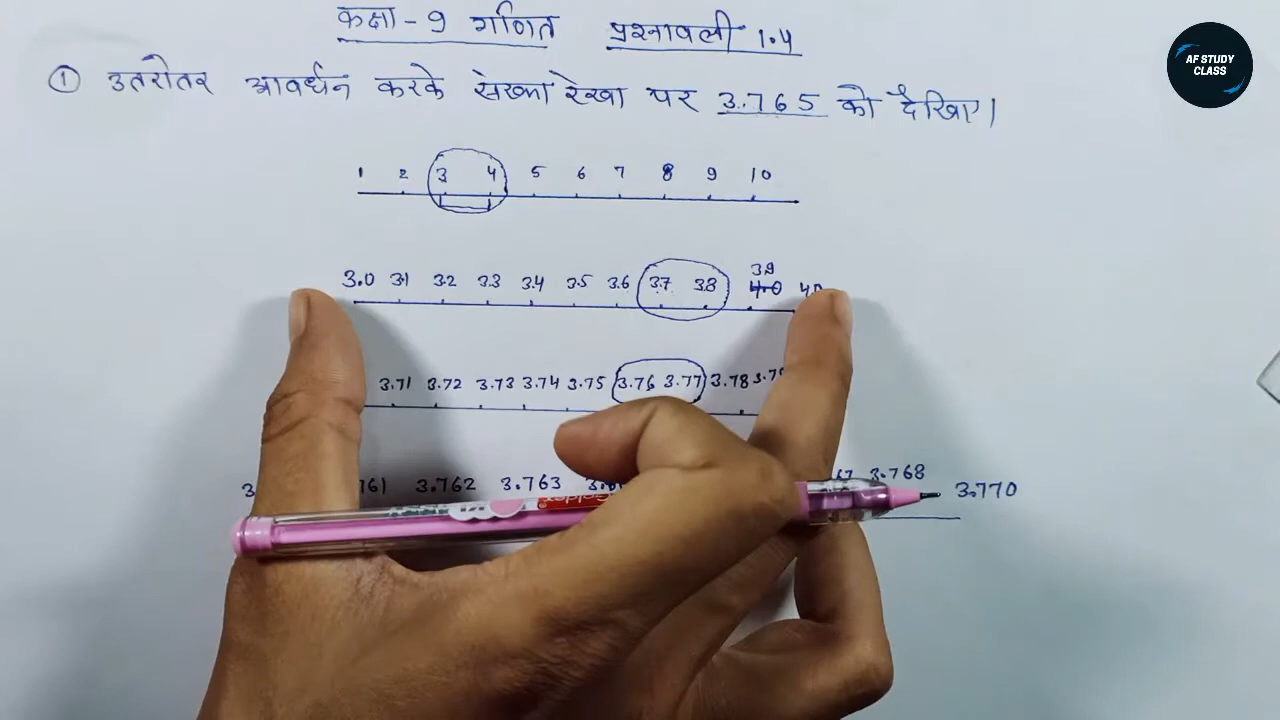 कक्षा - 9 गणित प्रश्नावली 1.4
AF STUDY
CLASS
① उतरोतर आवर्धन करके संख्या रेखा पर 3.765 को देखिए।
1 2 3 4 5 6 7 8 9 10
3.9
3.0 3.1 3.2 3.3 3.4 3.5 3.6 3.7 3.8 4.0
3.71 3.72 3.73 3.74 3.75 3.76 3.77 3.78
3.762 3.763 3.768 3.770